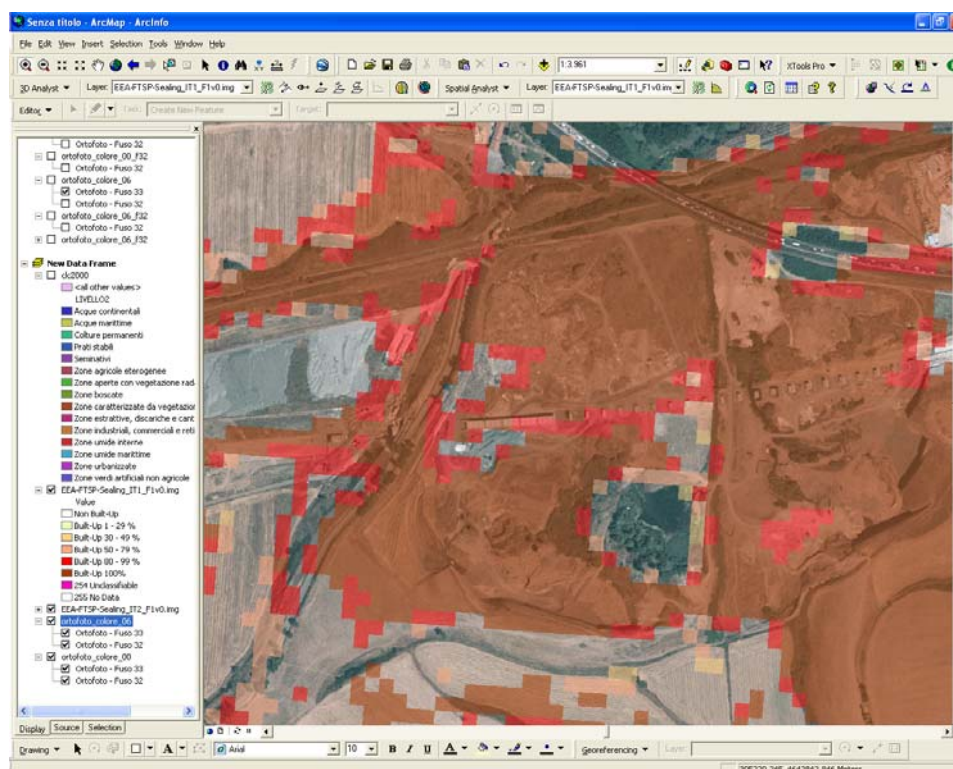 Senza titolo - ArcMap - ArcInfo
File Edit View Insert Selection Tools Window Help
1:3.961
XTools Pro
3D Analyst Layer: EEA-FTSP-Sealing_IT1_F1v0.img Spatial Analyst Layer: EEA-FTSP-Sealing_IT1_F1v0.im
Editor Task: Create New Feature Target:
Ortofoto - Fuso 32
ortofoto_colore_00_f32
Ortofoto - Fuso 32
ortofoto_colore_06
Ortofoto - Fuso 33
Ortofoto - Fuso 32
ortofoto_colore_06_f32
Ortofoto - Fuso 32
ortofoto_colore_06_f32
New Data Frame
clc2000
<all other values>
LIVELLO2
Acque continentali
Acque marittime
Colture permanenti
Prati stabili
Seminativi
Zone agricole eterogenee
Zone aperte con vegetazione rad
Zone boscate
Zone caratterizzate da vegetazion
Zone estrattive, discariche e cant
Zone industriali, commerciali e reti
Zone umide interne
Zone umide marittime
Zone urbanizzate
Zone verdi artificiali non agricole
EEA-FTSP-Sealing_IT1_F1v0.img
Value
Non Built-Up
Built-Up 1 - 29 %
Built-Up 30 - 49 %
Built-Up 50 - 79 %
Built-Up 80 - 99 %
Built-Up 100%
254 Unclassifiable
255 No Data
EEA-FTSP-Sealing_IT2_F1v0.img
ortofoto_colore_06
Ortofoto - Fuso 33
Ortofoto - Fuso 32
ortofoto_colore_00
Ortofoto - Fuso 33
Ortofoto - Fuso 32
Display Source Selection
Drawing A Arial 10 B I U A Georeferencing Layer: